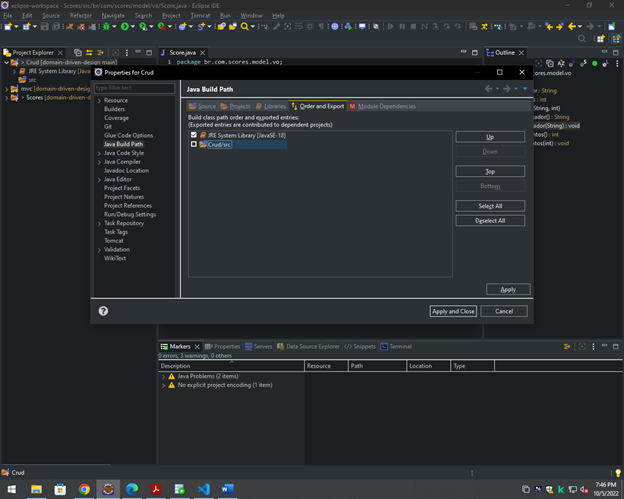 eclipse-workspace - Scores/src/br/com/scores/model/vo/Score.java - Eclipse IDE
File Edit Source Refactor Navigate Search Project Tomcat Run Window Help
Project Explorer
Score.java
Outline
> Crud [domain-driven-design main]
1 package br.com.scores.model.vo;
JRE System Library [Java
src
mvc [domain-driven-design
> Scores [domain-driven-d
Properties for Crud
type filter text
Java Build Path
Resource
Builders
Coverage
Git
Glue Code Options
Java Build Path
Java Code Style
Java Compiler
Javadoc Location
Java Editor
Project Facets
Project Natures
Project References
Run/Debug Settings
Task Repository
Task Tags
Tomcat
Validation
WikiText
Source Projects Libraries Order and Export Module Dependencies
Build class path order and exported entries:
(Exported entries are contributed to dependent projects)
JRE System Library [JavaSE-18]
Crud/src
Up
Down
Top
Bottom
Select All
Deselect All
Apply
Apply and Close
Cancel
ores.model.vo
: String
: int
(String, int)
ador() : String
ador(String) : void
ntos() : int
ntos(int) : void
Markers Properties Servers Data Source Explorer Snippets Terminal
0 errors, 3 warnings, 0 others
Description Resource Path Location Type
Java Problems (2 items)
No explicit project encoding (1 item)
Crud
7:46 PM
10/5/2022